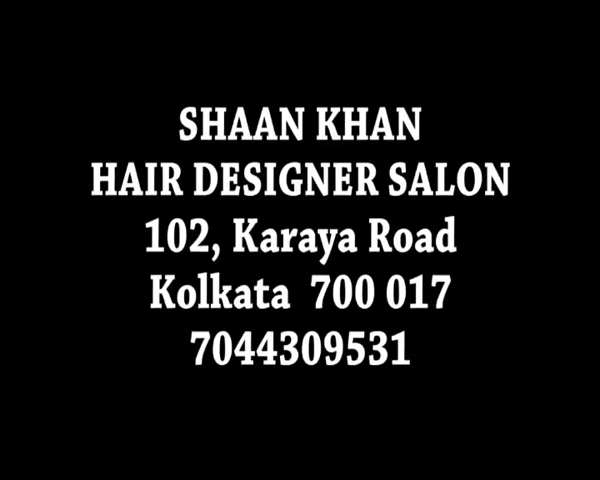 SHAAN KHAN
HAIR DESIGNER SALON
102, Karaya Road
Kolkata 700 017
7044309531